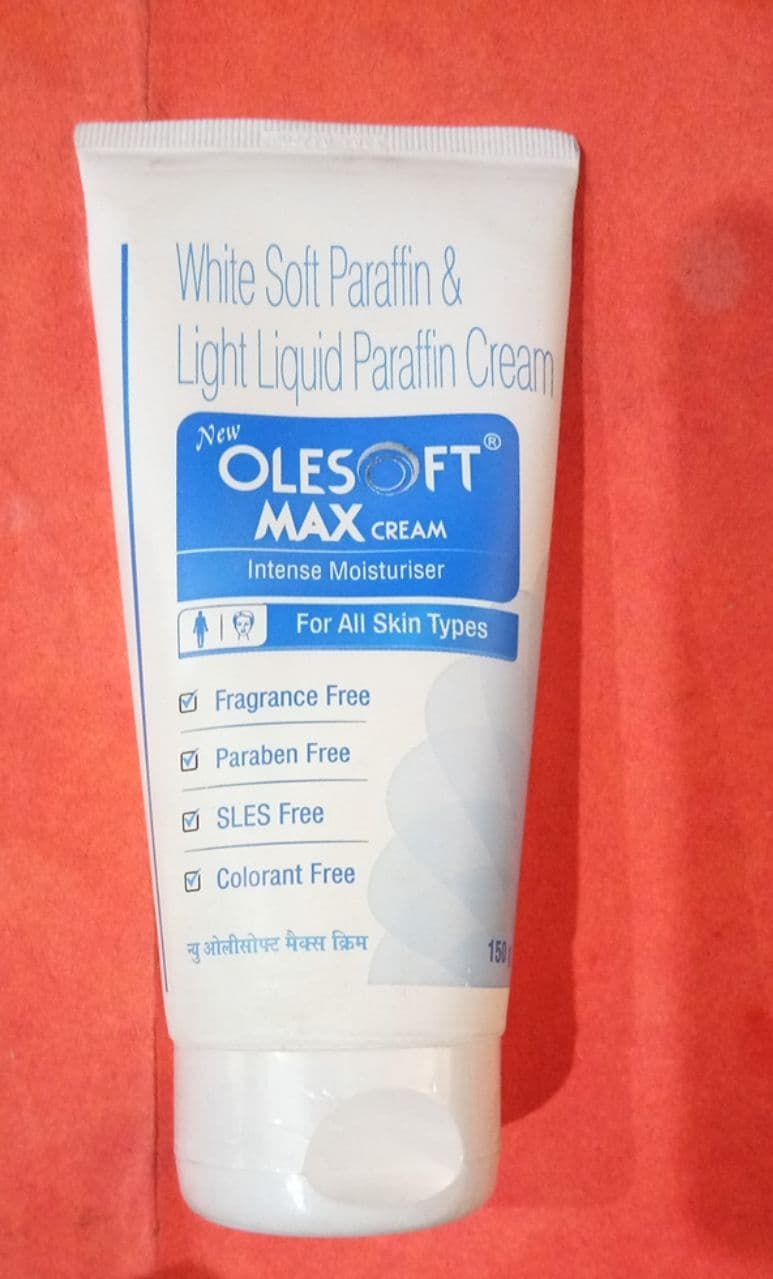 White Soft Paraffin &
Light Liquid Paraffin Cream
New
OLESOFT®
MAX CREAM
Intense Moisturiser
For All Skin Types
Fragrance Free
Paraben Free
SLES Free
Colorant Free
न्यु ओलीसोफ्ट मैक्स क्रिम
150 g